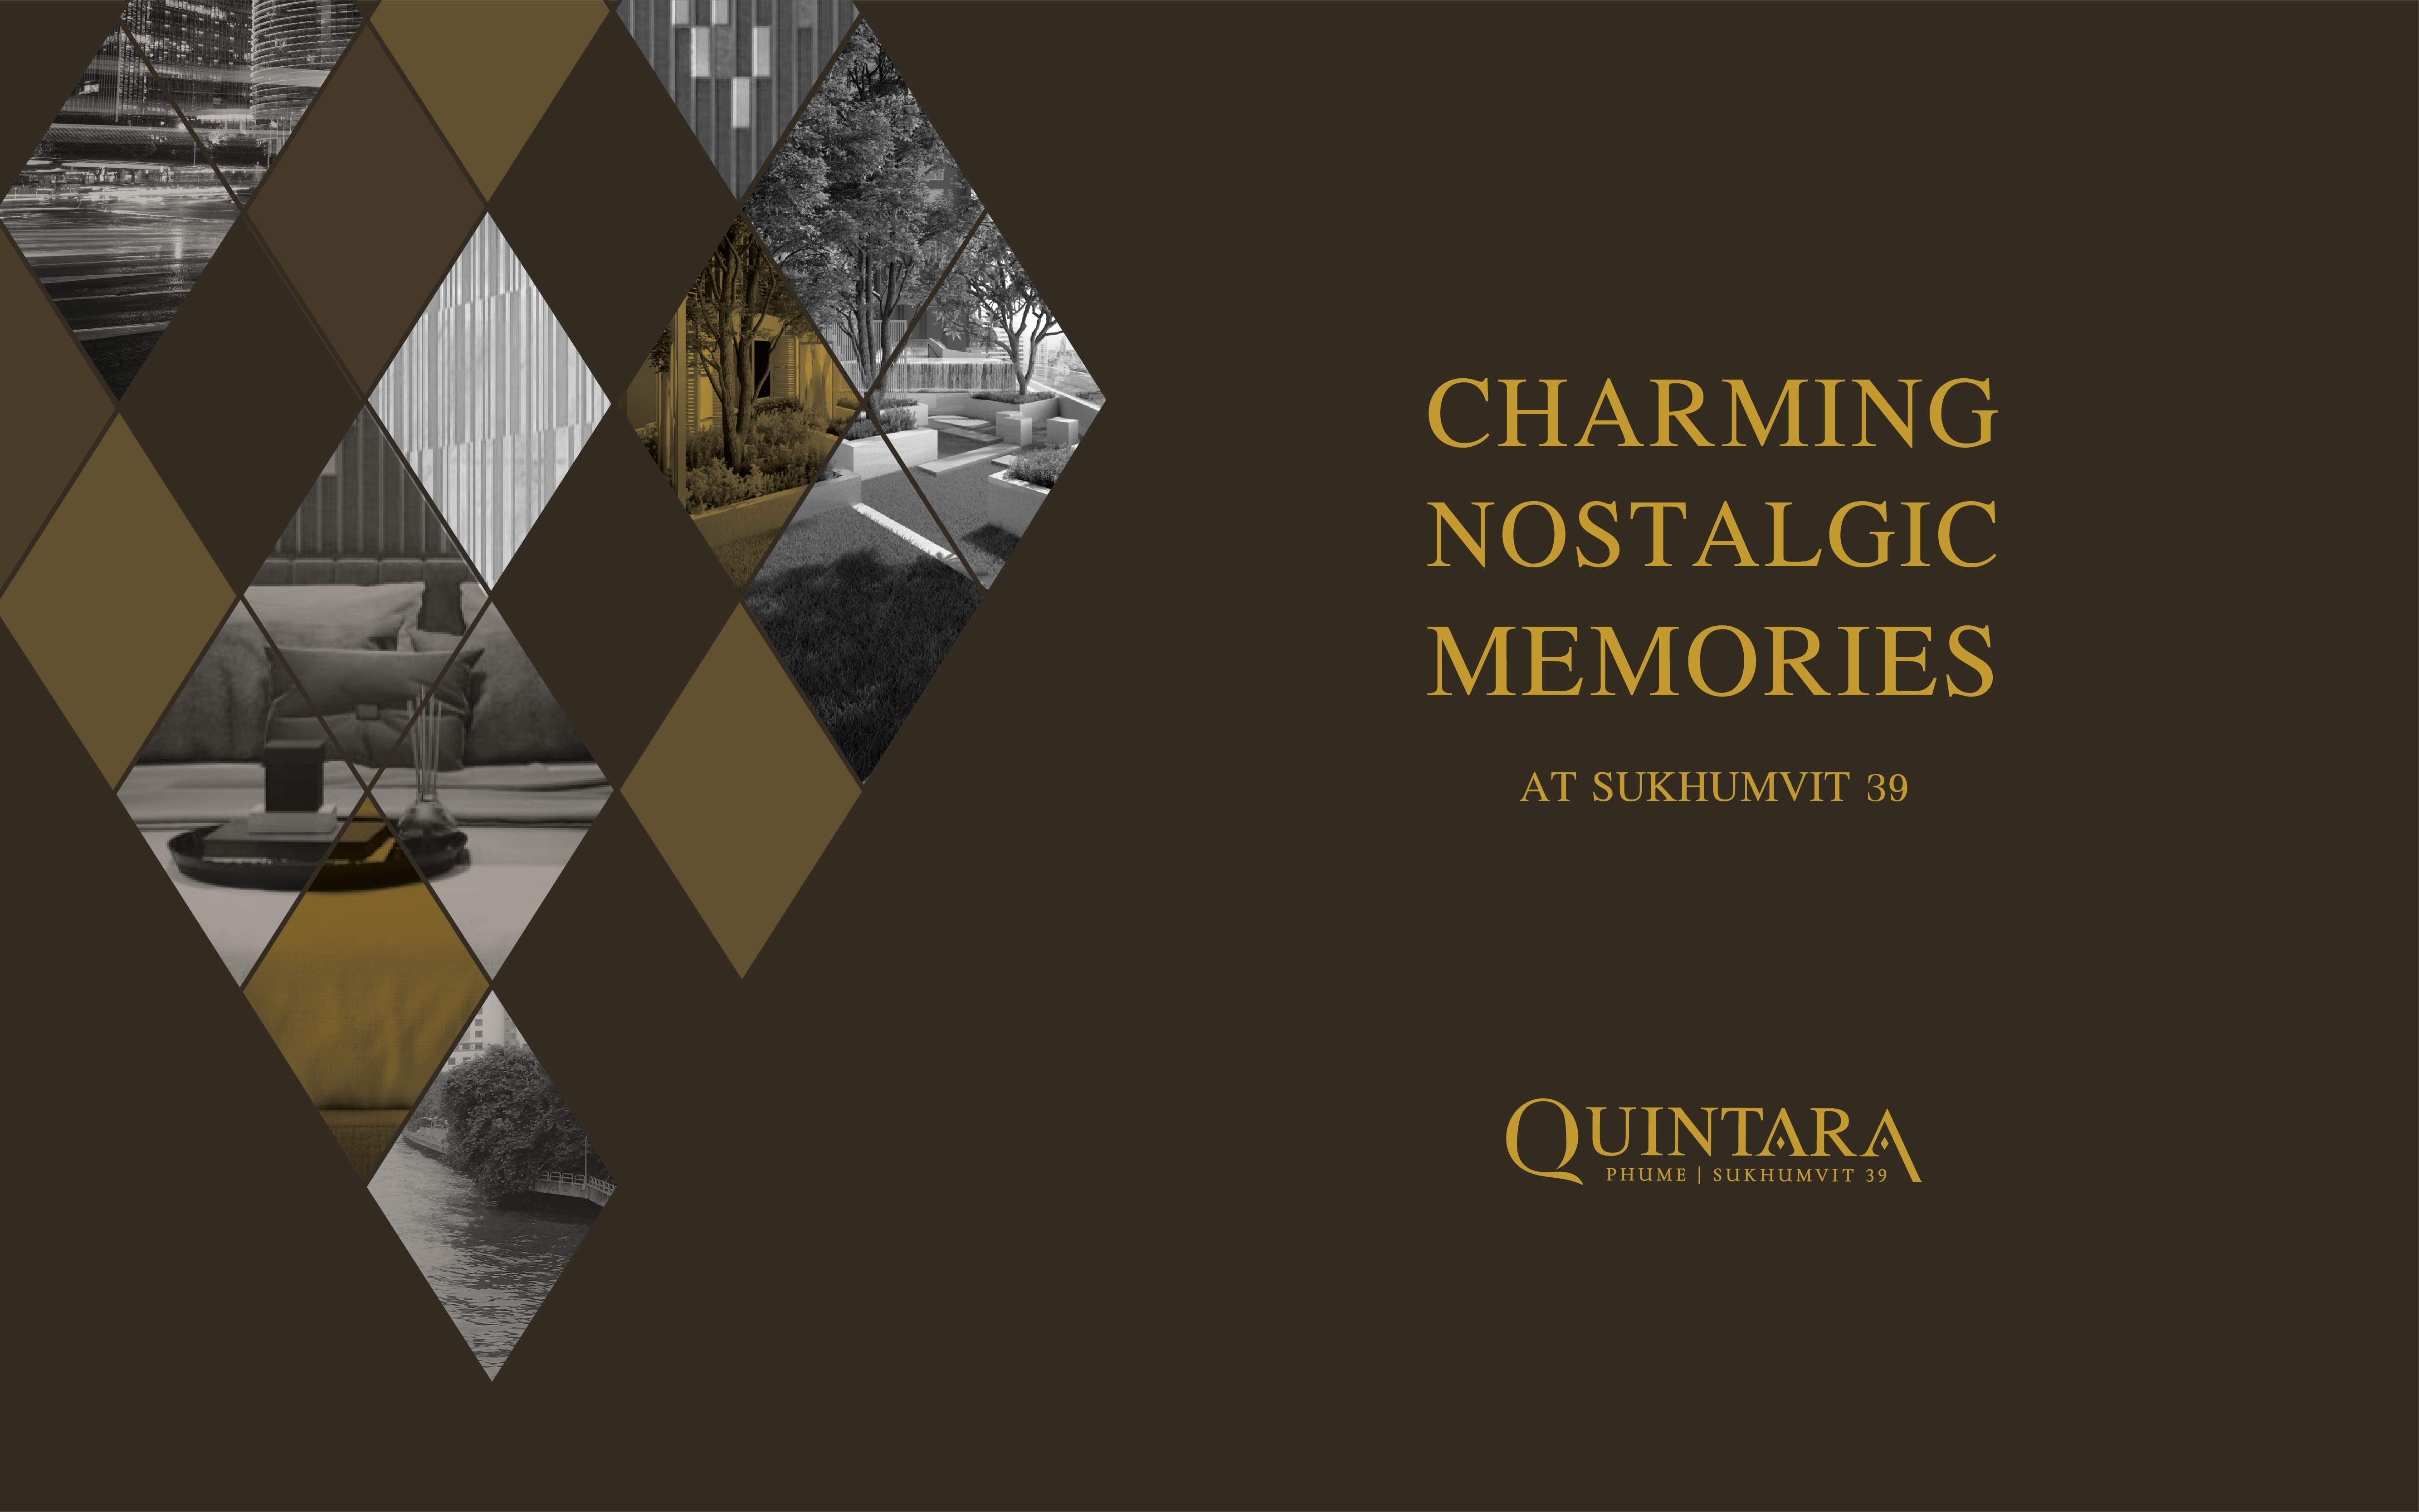 CHARMING
NOSTALGIC
MEMORIES
AT SUKHUMVIT 39
QUINTARA
PHUME | SUKHUMVIT 39